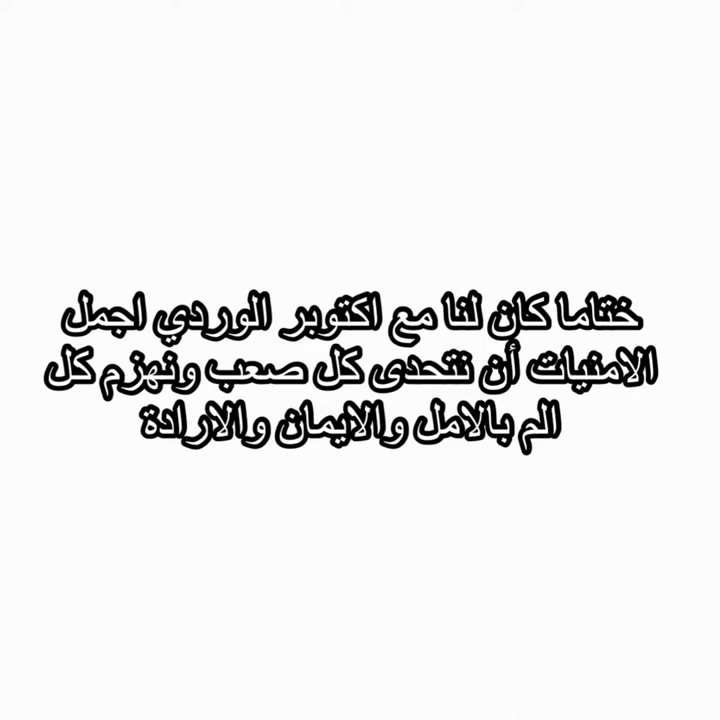 ختاما كان لنا مع اكتوبر الوردي اجمل
الامنيات أن نتحدى كل صعب ونهزم كل
الم بالامل والايمان والارادة